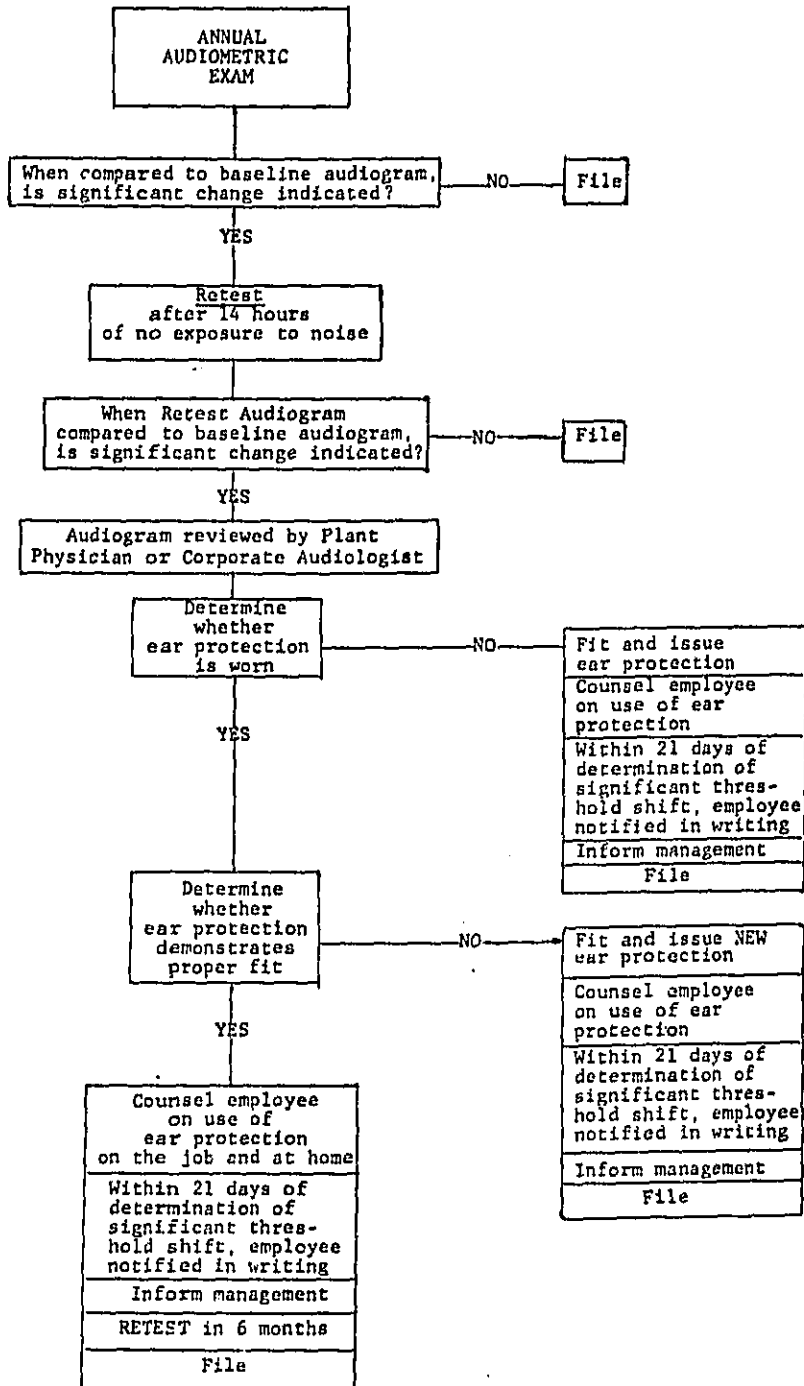 ANNUAL
AUDIOMETRIC
EXAM
When compared to baseline audiogram,
is significant change indicated?
NO
File
YES
Retest
after 14 hours
of no exposure to noise
When Retest Audiogram
compared to baseline audiogram,
is significant change indicated?
NO
File
YES
Audiogram reviewed by Plant
Physician or Corporate Audiologist
Determine
whether
ear protection
is worn
NO
Fit and issue
ear protection
Counsel employee
on use of ear
protection
Within 21 days of
determination of
significant thres-
hold shift, employee
notified in writing
Inform management
File
YES
Determine
whether
ear protection
demonstrates
proper fit
NO
Fit and issue NEW
ear protection
Counsel employee
on use of ear
protection
Within 21 days of
determination of
significant thres-
hold shift, employee
notified in writing
Inform management
File
YES
Counsel employee
on use of
ear protection
on the job and at home
Within 21 days of
determination of
significant thres-
hold shift, employee
notified in writing
Inform management
RETEST in 6 months
File